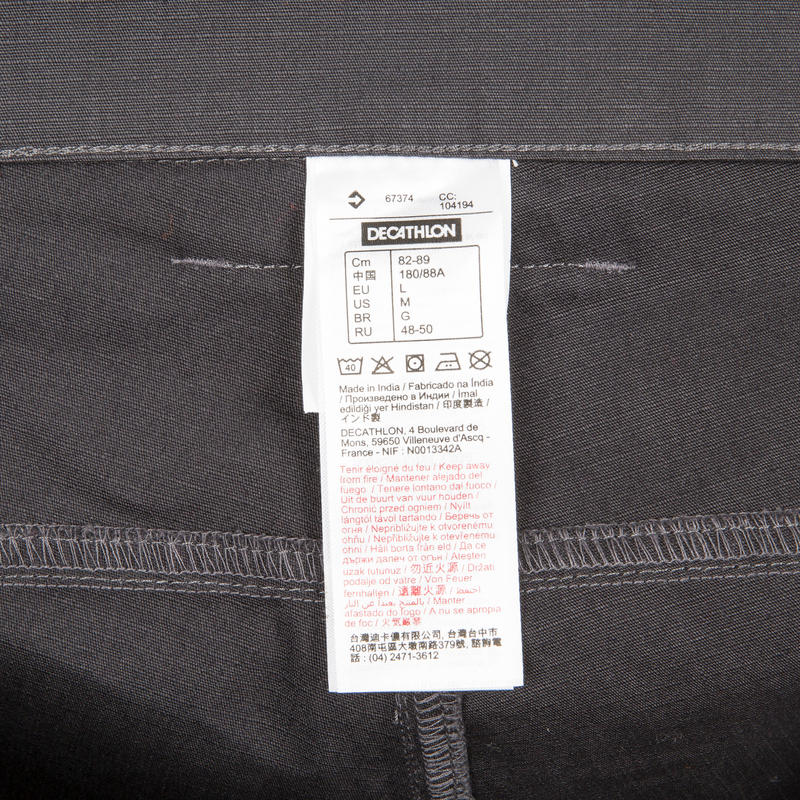 67374 CC: 104194
DECATHLON
Cm 82-89
中国 180/88A
EU L
US M
BR G
RU 48-50
40
Made in India / Fabricado na Índia
/ Произведено в Индии / İmal
edildiği yer Hindistan / 印度製造 /
インド製
DECATHLON, 4 Boulevard de
Mons, 59650 Villeneuve d'Ascq -
France - NIF : N0013342A
Tenir éloigné du feu / Keep away
from fire / Mantener alejado del
fuego / Tenere lontano dal fuoco /
Uit de buurt van vuur houden /
Chronić przed ogniem / Nyílt
lángtól távol tartandó / Беречь от
огня / Nepribližujte k otvorenému
ohňu / Nepřibližujte k otevřenému
ohni / Håll borta från eld / Да се
държи далеч от огън / Ateşten
uzak tutunuz / 勿近火源 / Držati
podalje od vatre / Von Feuer
fernhalten / 遠離火源 / احتفظ
بالمنتج بعيداً عن النار / Manter
afastado do fogo / A nu se apropia
de foc / 火気厳禁
台灣迪卡儂有限公司, 台灣台中市
408南屯區大墩南路379號, 諮詢電
話 : (04) 2471-3612